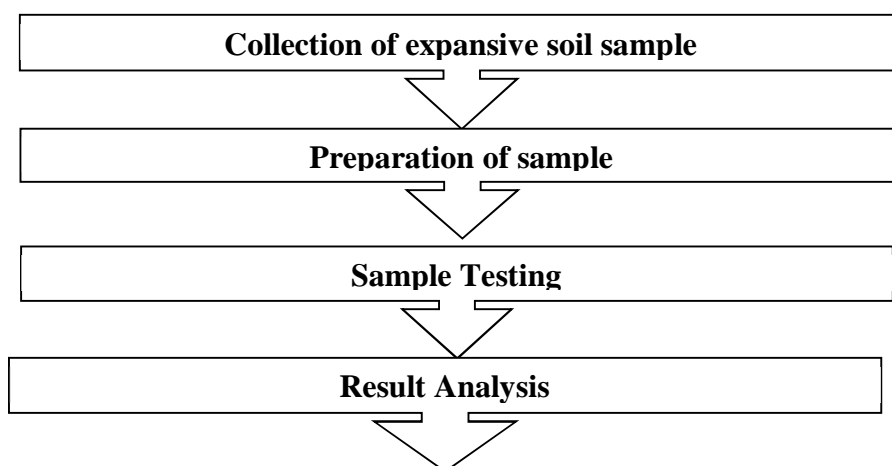 Collection of expansive soil sample
Preparation of sample
Sample Testing
Result Analysis